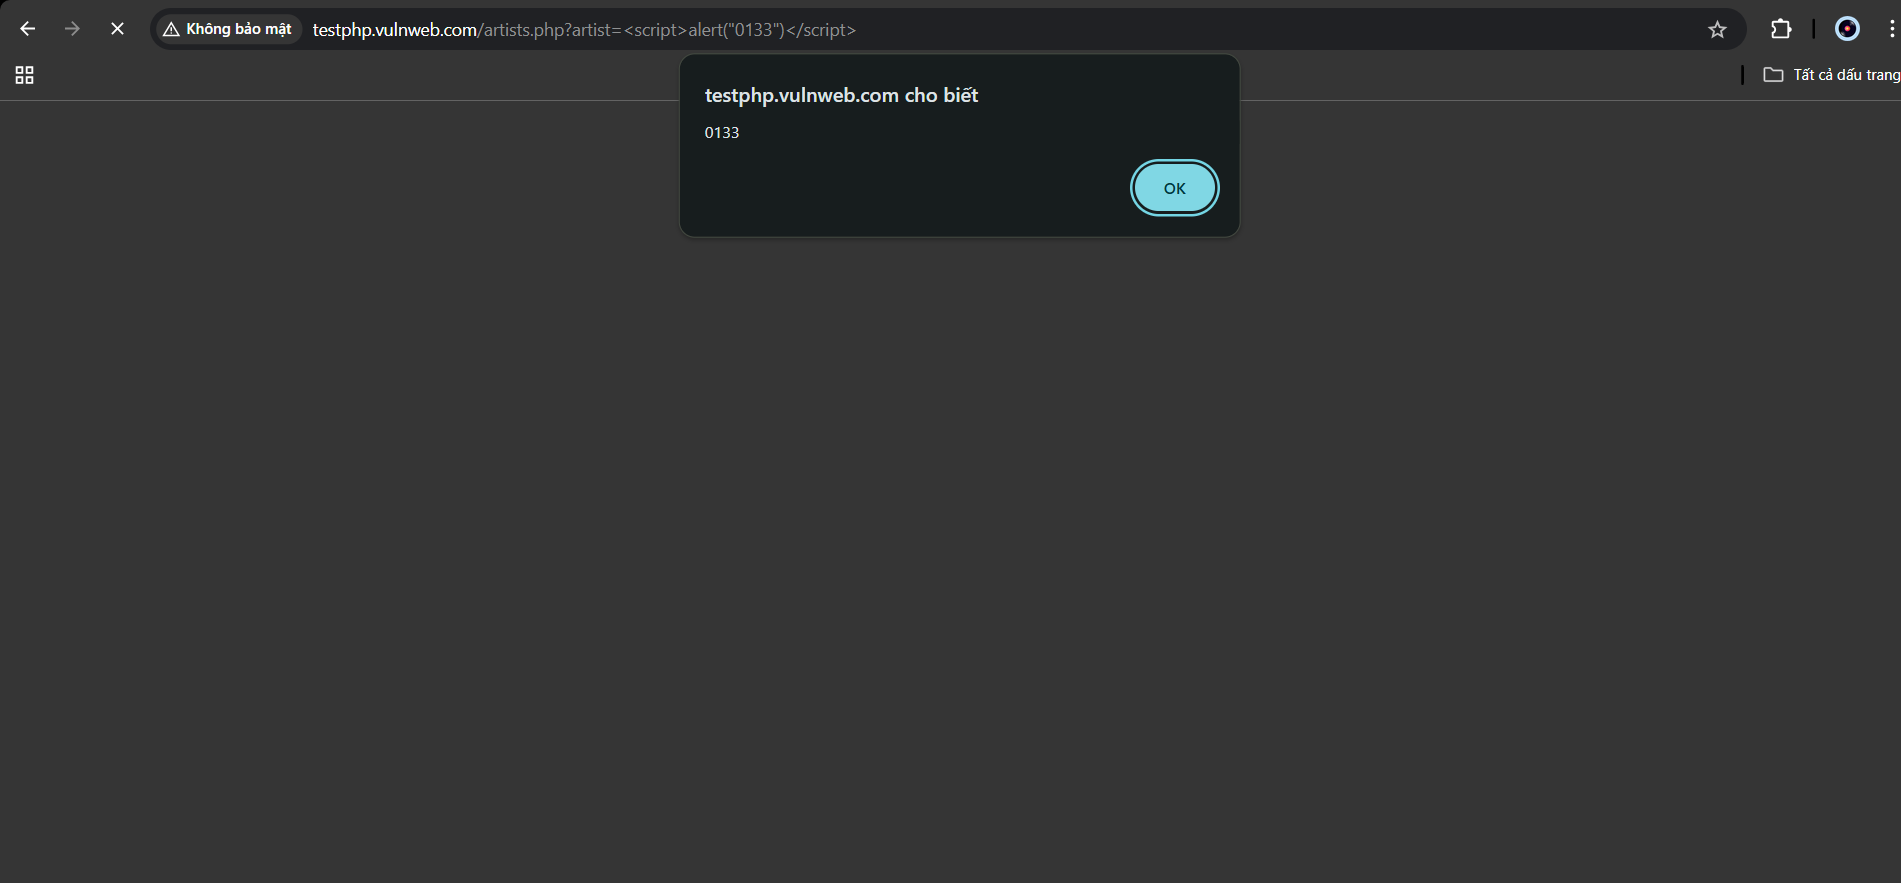 Không bảo mật testphp.vulnweb.com/artists.php?artist=<script>alert("0133")</script>
Tất cả dấu trang
testphp.vulnweb.com cho biết
0133
OK